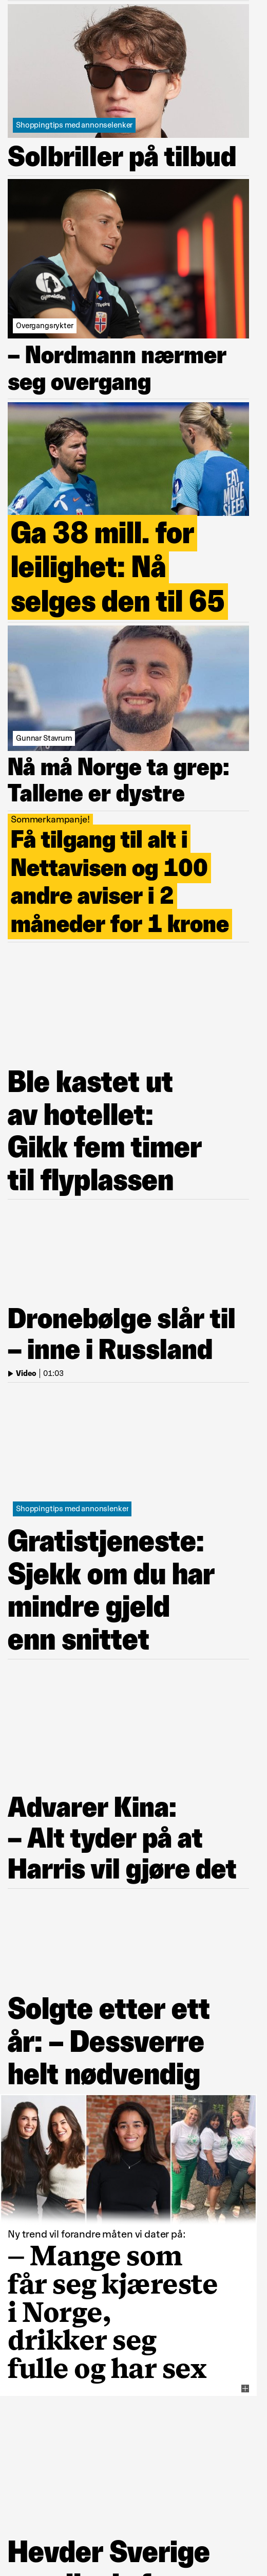 Shoppingtips med annonselenker
Solbriller på tilbud
Overgangsrykter
– Nordmann nærmer
seg overgang
EAT
MOVE
SLEEP
Ga 38 mill. for
leilighet: Nå
selges den til 65
Gunnar Stavrum
Nå må Norge ta grep:
Tallene er dystre
Sommerkampanje!
Få tilgang til alt i
Nettavisen og 100
andre aviser i 2
måneder for 1 krone
Ble kastet ut
av hotellet:
Gikk fem timer
til flyplassen
Dronebølge slår til
– inne i Russland
Video | 01:03
Shoppingtips med annonslenker
Gratistjeneste:
Sjekk om du har
mindre gjeld
enn snittet
Advarer Kina:
– Alt tyder på at
Harris vil gjøre det
Solgte etter ett
år: – Dessverre
helt nødvendig
Ny trend vil forandre måten vi dater på:
– Mange som
får seg kjæreste
i Norge,
drikker seg
fulle og har sex
Hevder Sverige